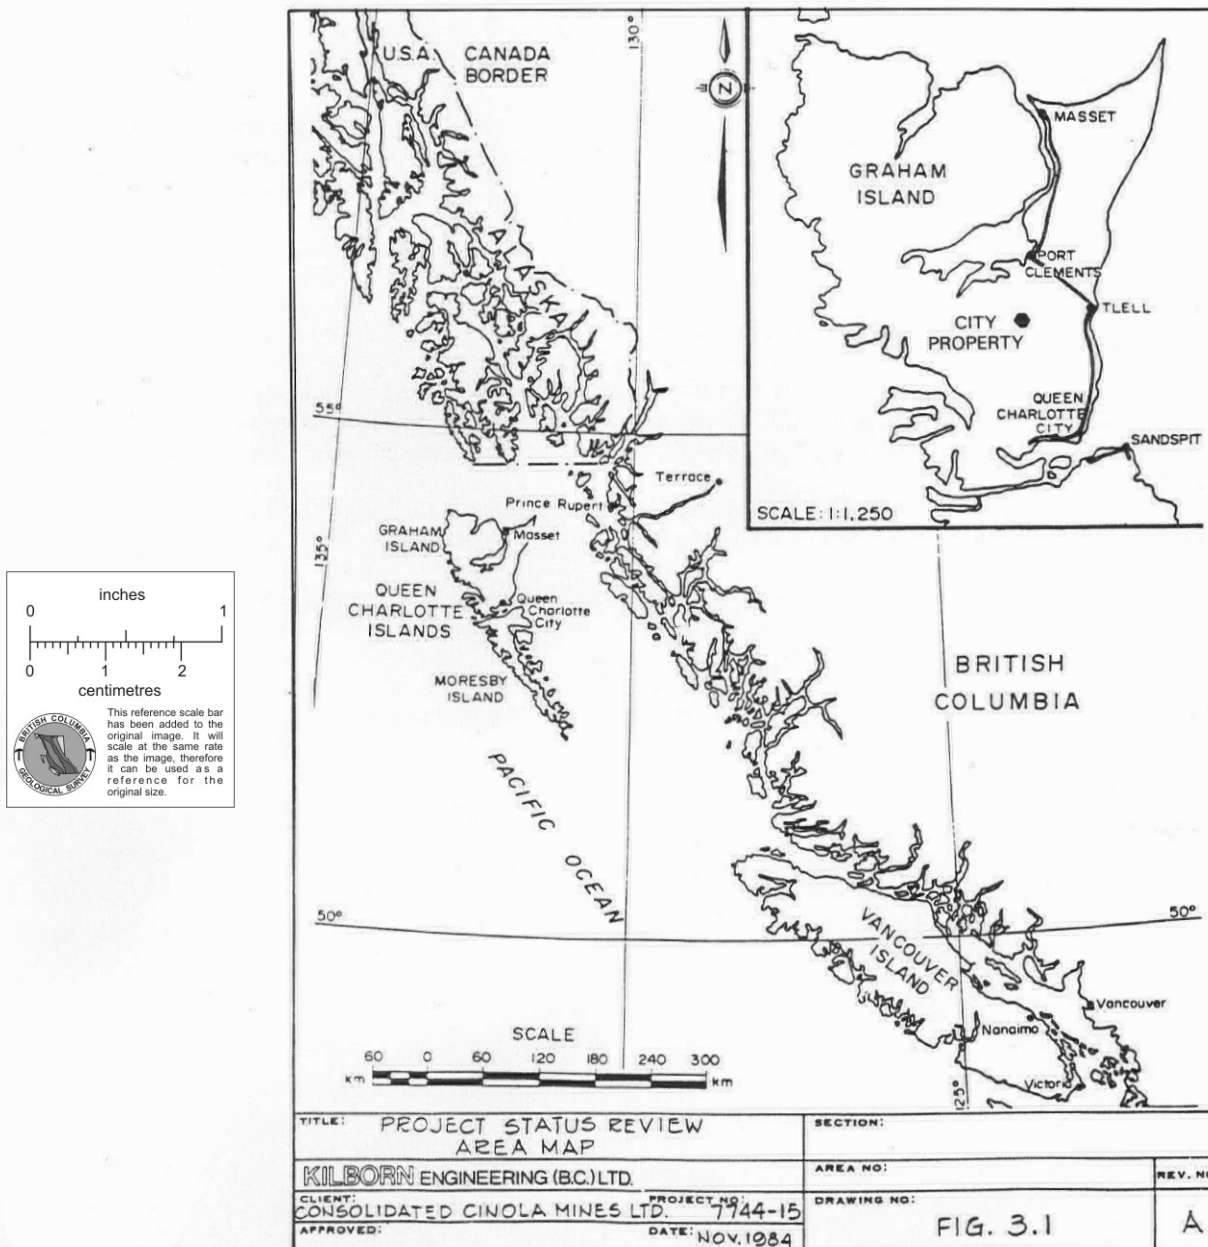 U.S.A. CANADA
BORDER
130°
N
ALASKA
55°
135°
Terrace
Prince Rupert
GRAHAM
ISLAND
Masset
QUEEN
CHARLOTTE
ISLANDS
Queen
Charlotte
City
MORESBY
ISLAND
PACIFIC OCEAN
BRITISH
COLUMBIA
50°
50°
VANCOUVER
ISLAND
Vancouver
Nanaimo
Victoria
125°
MASSET
GRAHAM
ISLAND
PORT
CLEMENTS
TLELL
CITY
PROPERTY
QUEEN
CHARLOTTE
CITY
SANDSPIT
SCALE: 1:1,250
inches
0 1
0 1 2
centimetres
BRITISH COLUMBIA
GEOLOGICAL SURVEY
This reference scale bar
has been added to the
original image. It will
scale at the same rate
as the image, therefore
it can be used as a
reference for the
original size.
SCALE
60 0 60 120 180 240 300
km km
TITLE: PROJECT STATUS REVIEW
AREA MAP
SECTION:
KILBORN ENGINEERING (B.C.) LTD.
AREA NO:
REV. NO
CLIENT:
CONSOLIDATED CINOLA MINES LTD.
PROJECT NO:
7744-15
DRAWING NO:
FIG. 3.1
A
APPROVED:
DATE: NOV. 1984